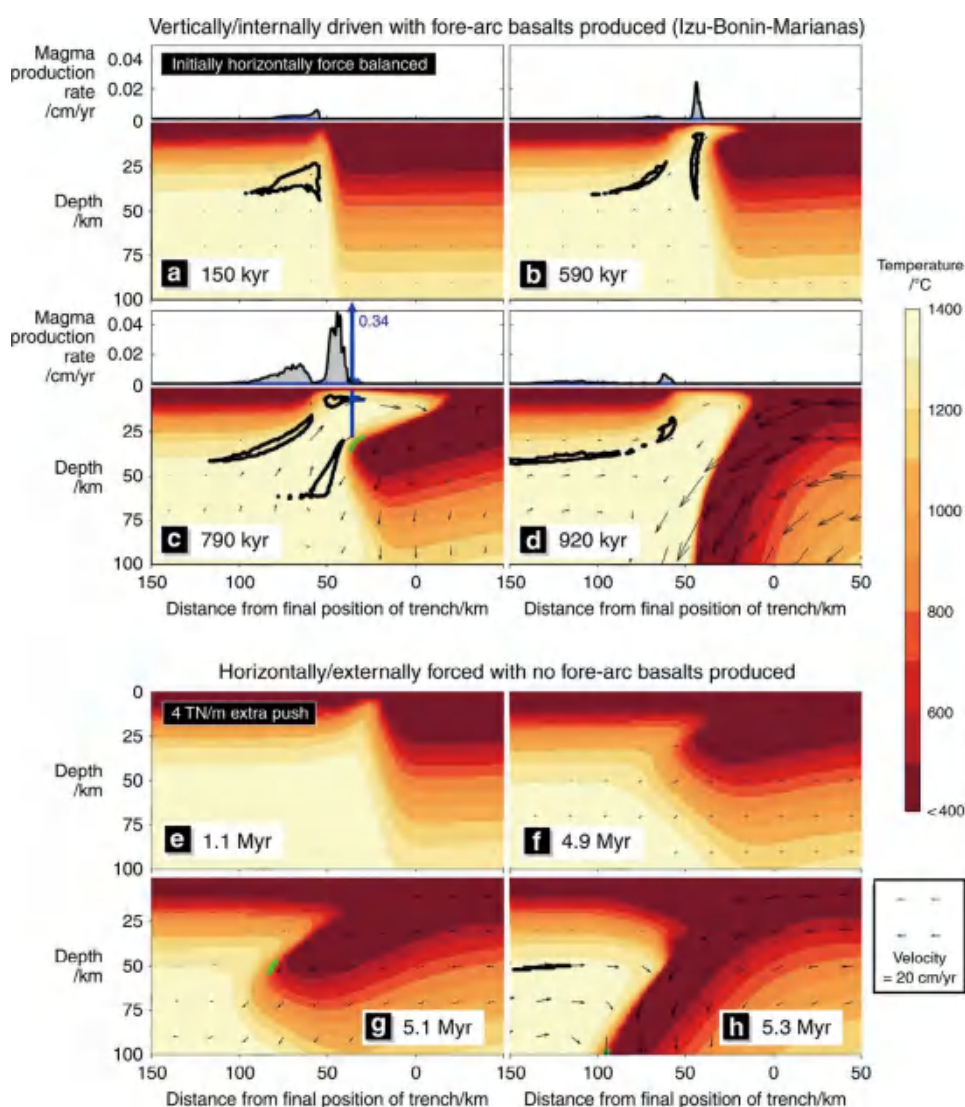 Vertically/internally driven with fore-arc basalts produced (Izu-Bonin-Marianas)
Magma production rate /cm/yr
0.04
0.02
0
Initially horizontally force balanced
Depth /km
25
50
75
100
a 150 kyr
b 590 kyr
Magma production rate /cm/yr
0.04
0.02
0
0.34
Depth /km
25
50
75
100
c 790 kyr
d 920 kyr
150 100 50 0 150 100 50 0 50
Distance from final position of trench/km
Distance from final position of trench/km
Temperature /°C
1400
1200
1000
800
600
<400
Horizontally/externally forced with no fore-arc basalts produced
0
4 TN/m extra push
Depth /km
25
50
75
100
e 1.1 Myr
f 4.9 Myr
Depth /km
25
50
75
100
g 5.1 Myr
h 5.3 Myr
150 100 50 0 150 100 50 0 50
Distance from final position of trench/km
Distance from final position of trench/km
Velocity
= 20 cm/yr